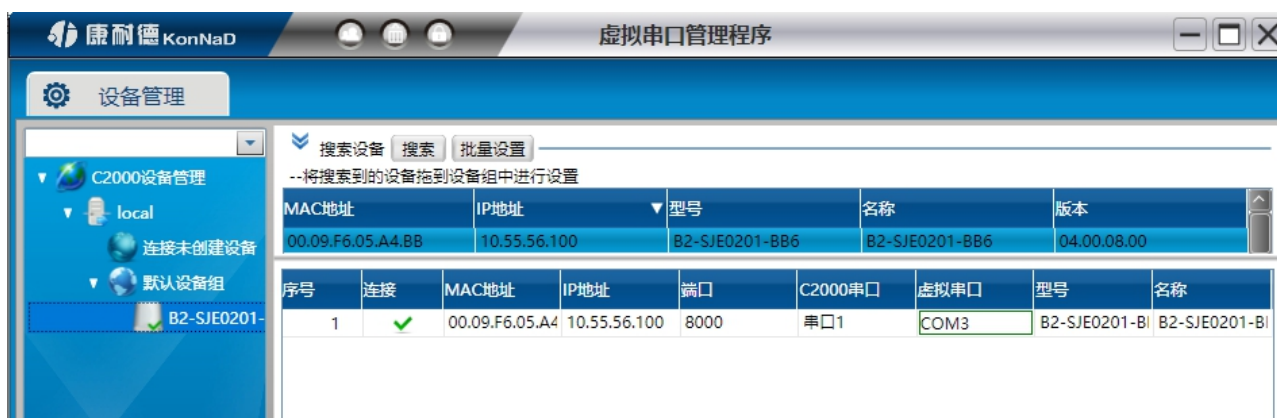 康耐德 KonNaD 虚拟串口管理程序
设备管理
搜索设备 搜索 批量设置
--将搜索到的设备拖到设备组中进行设置
C2000设备管理
local
连接未创建设备
默认设备组
B2-SJE0201-
MAC地址 IP地址 型号 名称 版本
00.09.F6.05.A4.BB 10.55.56.100 B2-SJE0201-BB6 B2-SJE0201-BB6 04.00.08.00
序号 连接 MAC地址 IP地址 端口 C2000串口 虚拟串口 型号 名称
1 00.09.F6.05.A4 10.55.56.100 8000 串口1 COM3 B2-SJE0201-B B2-SJE0201-B